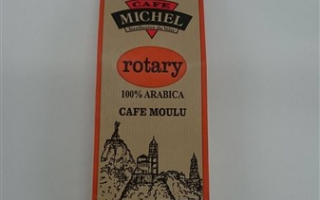 CAFE
MICHEL
rotary
100% ARABICA
CAFE MOULU